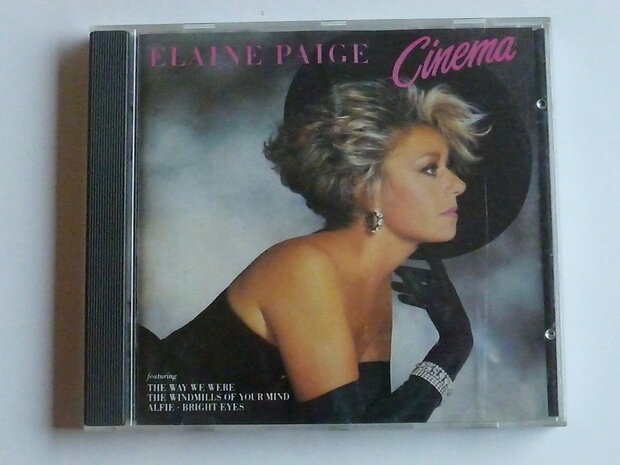 ELAINE PAIGE
Cinema
featuring
THE WAY WE WERE
THE WINDMILLS OF YOUR MIND
ALFIE - BRIGHT EYES